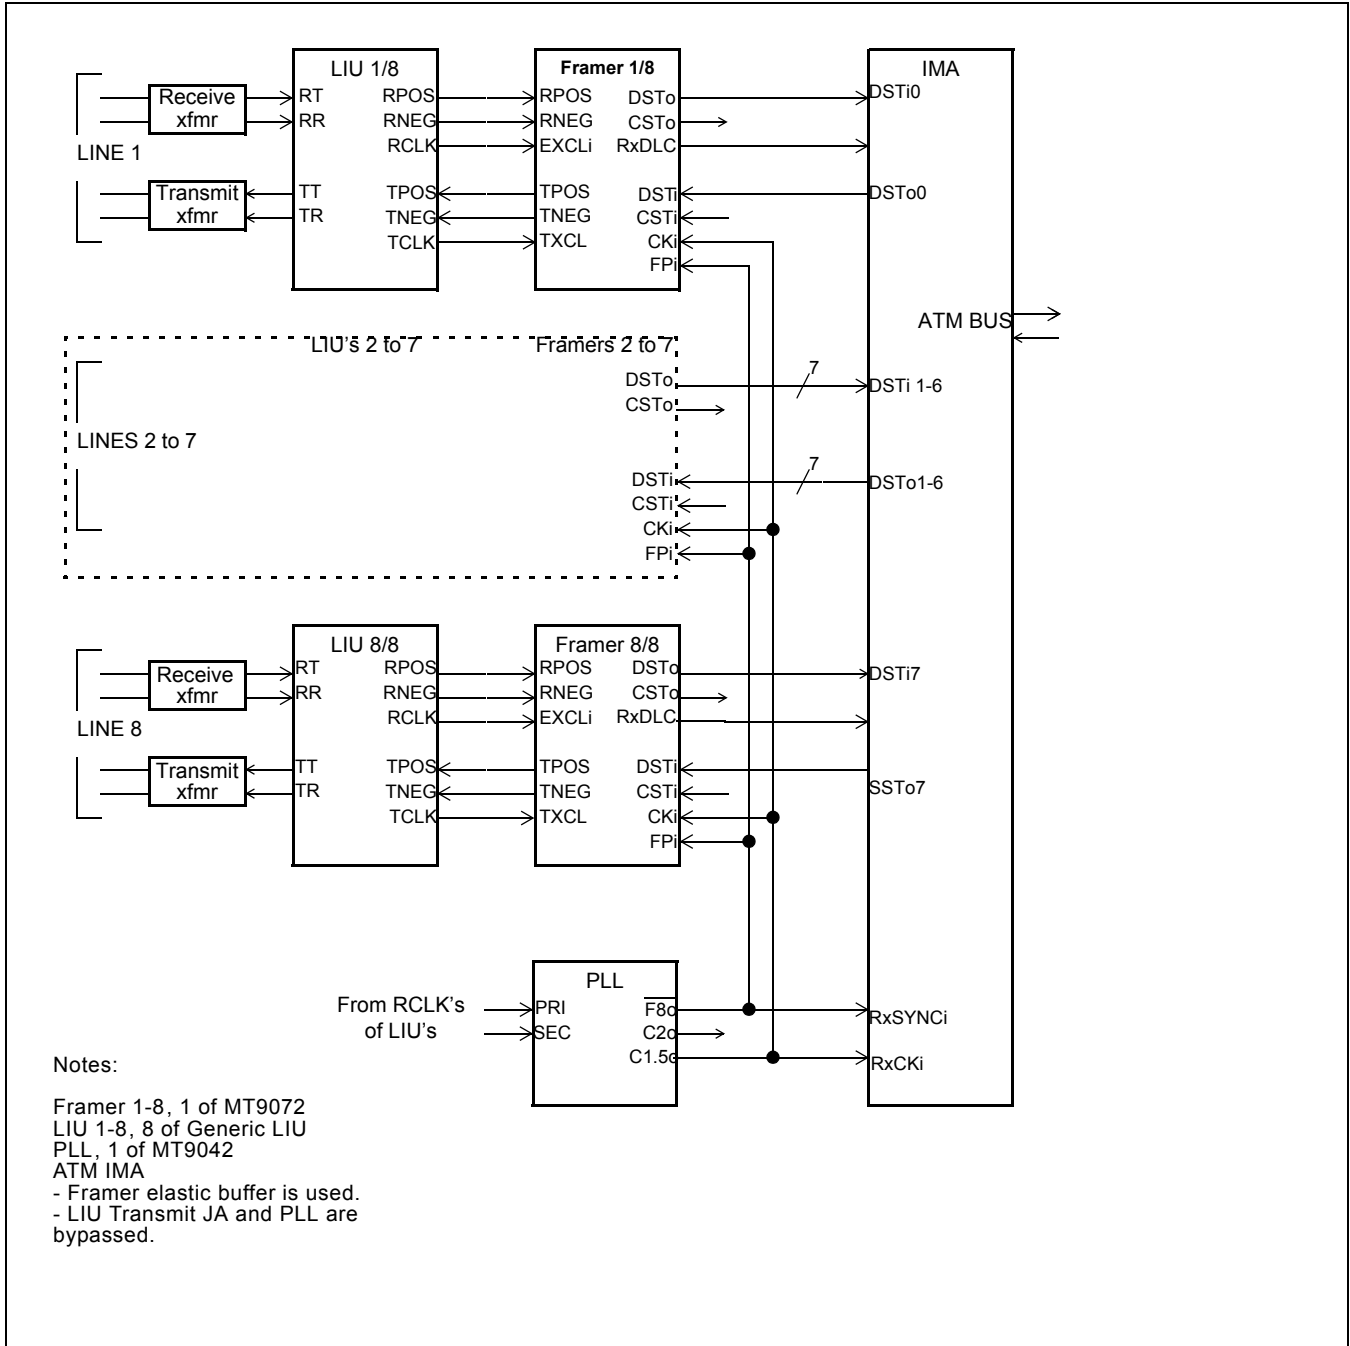 LIU 1/8
Framer 1/8
IMA
Receive
xfmr
RT
RR
RPOS
RNEG
RCLK
RPOS
RNEG
EXCLi
DSTo
CSTo
RxDLC
DSTi0
LINE 1
Transmit
xfmr
TT
TR
TPOS
TNEG
TCLK
TPOS
TNEG
TXCL
DSTi
CSTi
CKi
FPi
DSTo0
ATM BUS
LIU's 2 to 7
Framers 2 to 7
DSTo
CSTo
7
DSTi 1-6
LINES 2 to 7
DSTi
CSTi
CKi
FPi
7
DSTo1-6
LIU 8/8
Framer 8/8
Receive
xfmr
RT
RR
RPOS
RNEG
RCLK
RPOS
RNEG
EXCLi
DSTo
CSTo
RxDLC
DSTi7
LINE 8
Transmit
xfmr
TT
TR
TPOS
TNEG
TCLK
TPOS
TNEG
TXCL
DSTi
CSTi
CKi
FPi
SSTo7
PLL
From RCLK's
of LIU's
PRI
SEC
F8o
C2o
C1.5o
RxSYNCi
RxCKi
Notes:
Framer 1-8, 1 of MT9072
LIU 1-8, 8 of Generic LIU
PLL, 1 of MT9042
ATM IMA
- Framer elastic buffer is used.
- LIU Transmit JA and PLL are
bypassed.